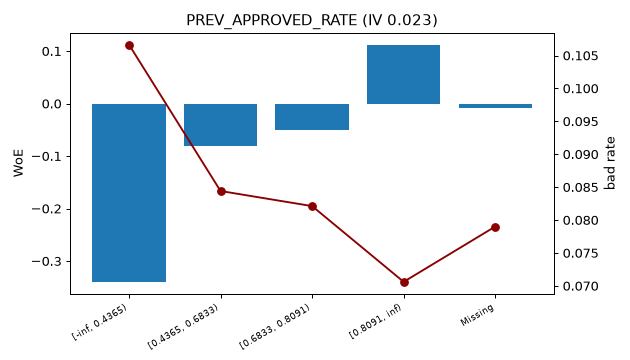 PREV_APPROVED_RATE (IV 0.023)
WoE
0.1
0.0
−0.1
−0.2
−0.3
[-inf, 0.4365)
[0.4365, 0.6833)
[0.6833, 0.8091)
[0.8091, inf)
Missing
0.105
0.100
0.095
0.090
0.085
0.080
0.075
0.070
bad rate